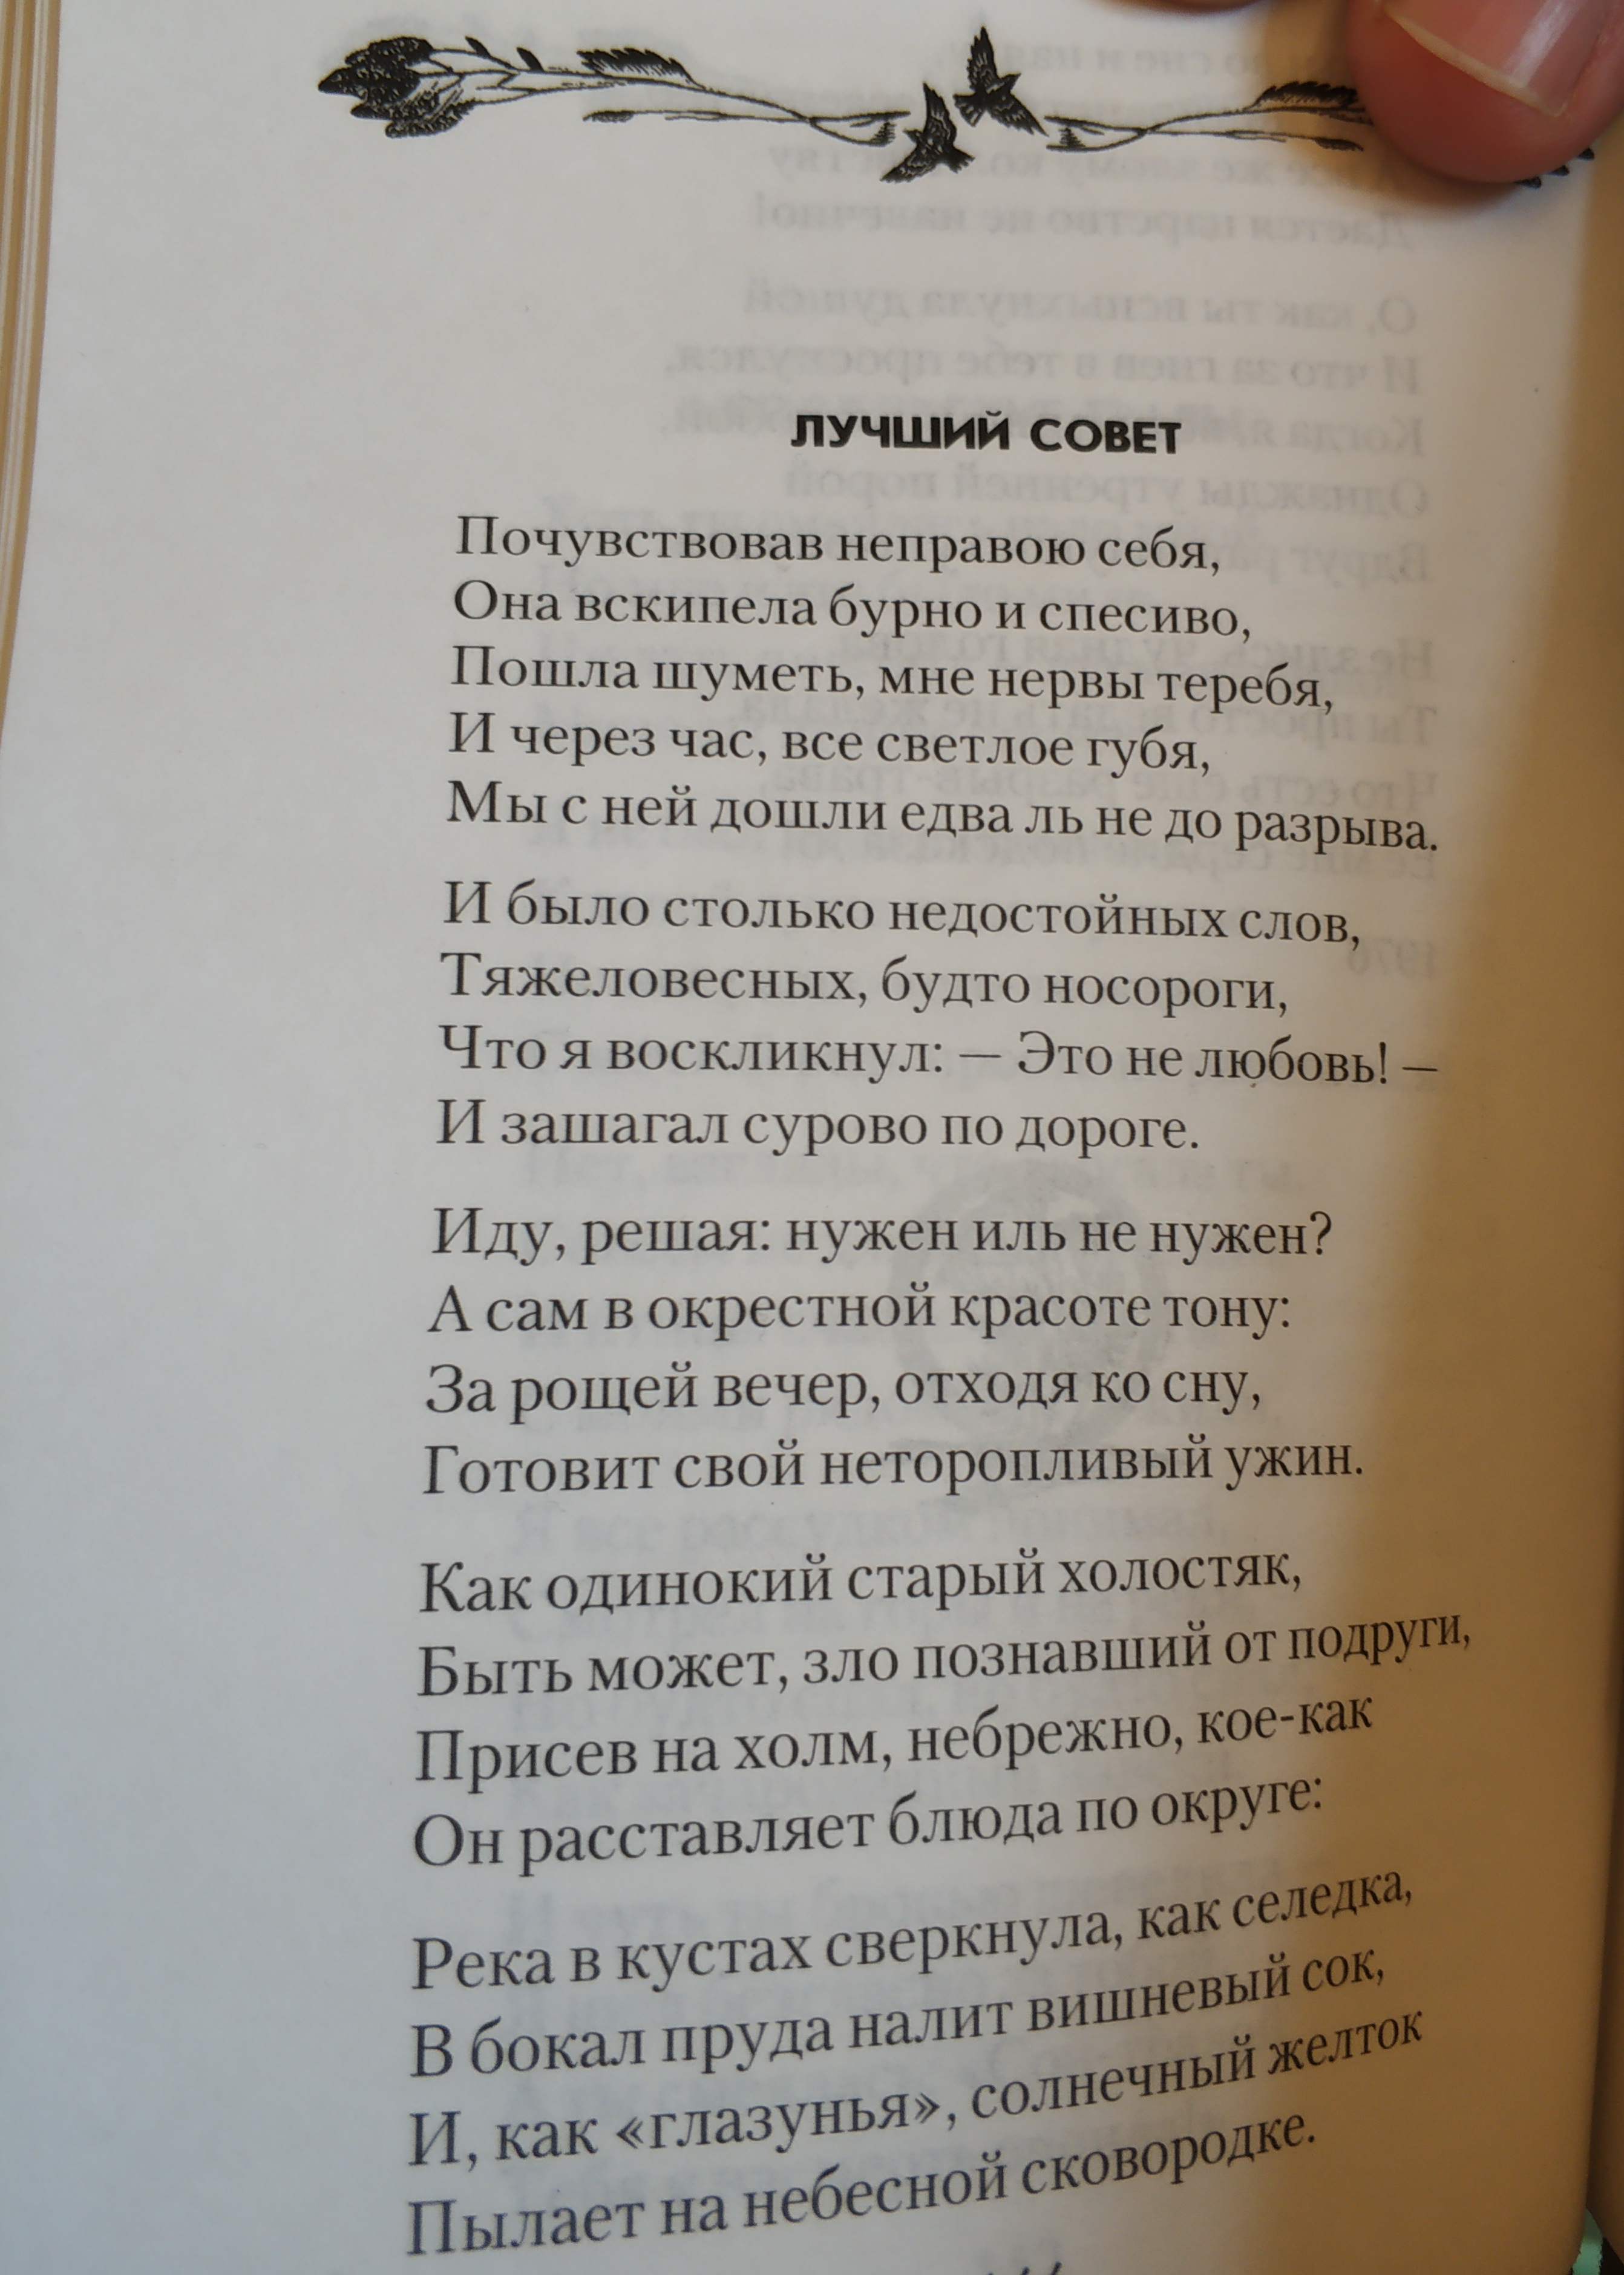 ЛУЧШИЙ СОВЕТ
Почувствовав неправою себя,
Она вскипела бурно и спесиво,
Пошла шуметь, мне нервы теребя,
И через час, все светлое губя,
Мы с ней дошли едва ль не до разрыва.
И было столько недостойных слов,
Тяжеловесных, будто носороги,
Что я воскликнул: — Это не любовь! —
И зашагал сурово по дороге.
Иду, решая: нужен иль не нужен?
А сам в окрестной красоте тону:
За рощей вечер, отходя ко сну,
Готовит свой неторопливый ужин.
Как одинокий старый холостяк,
Быть может, зло познавший от подруги,
Присев на холм, небрежно, кое-как
Он расставляет блюда по округе:
Река в кустах сверкнула, как селедка,
В бокал пруда налит вишневый сок,
И, как «глазунья», солнечный желток
Пылает на небесной сковородке.